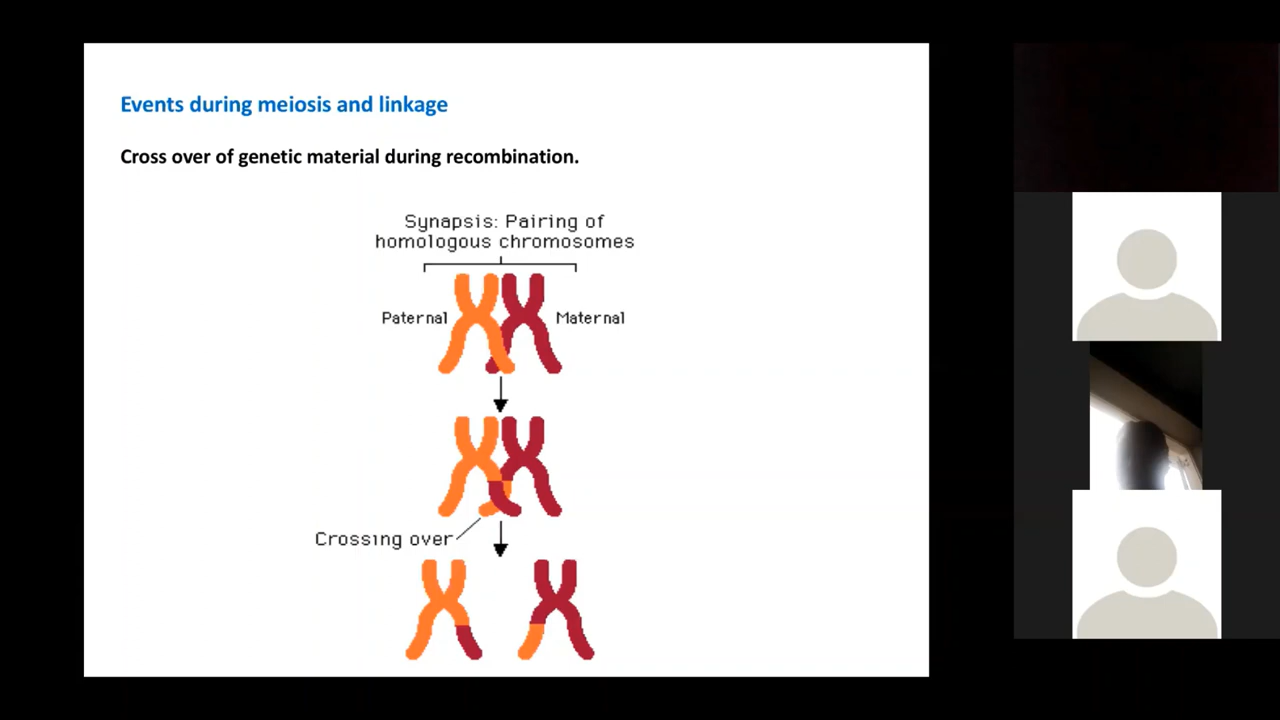 Events during meiosis and linkage
Cross over of genetic material during recombination.
Synapsis: Pairing of
homologous chromosomes
Paternal
Maternal
Crossing over